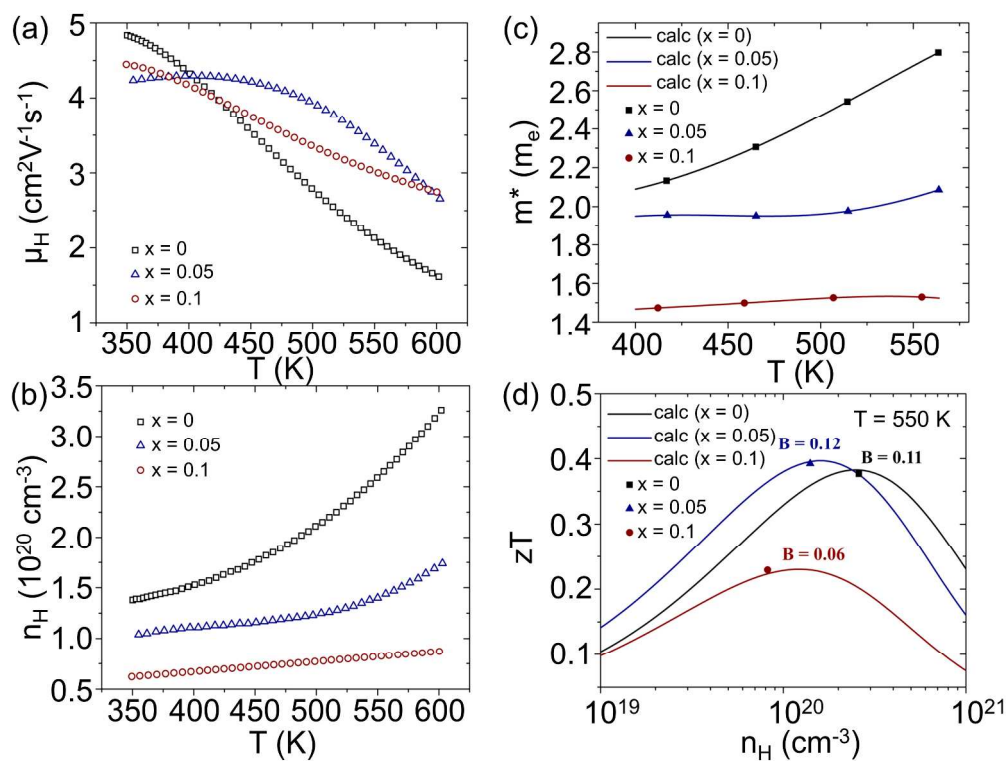 (a)
5
4
3
2
1
μH (cm²V⁻¹s⁻¹)
x = 0
x = 0.05
x = 0.1
350 400 450 500 550 600
T (K)
(b)
3.5
3.0
2.5
2.0
1.5
1.0
0.5
nH (10²⁰ cm⁻³)
x = 0
x = 0.05
x = 0.1
350 400 450 500 550 600
T (K)
(c)
calc (x = 0)
calc (x = 0.05)
calc (x = 0.1)
x = 0
x = 0.05
x = 0.1
2.8
2.6
2.4
2.2
2.0
1.8
1.6
1.4
m* (me)
400 450 500 550
T (K)
(d)
calc (x = 0)
calc (x = 0.05)
calc (x = 0.1)
x = 0
x = 0.05
x = 0.1
T = 550 K
B = 0.12
B = 0.11
B = 0.06
0.5
0.4
0.3
0.2
0.1
zT
10¹⁹ 10²⁰ 10²¹
nH (cm⁻³)